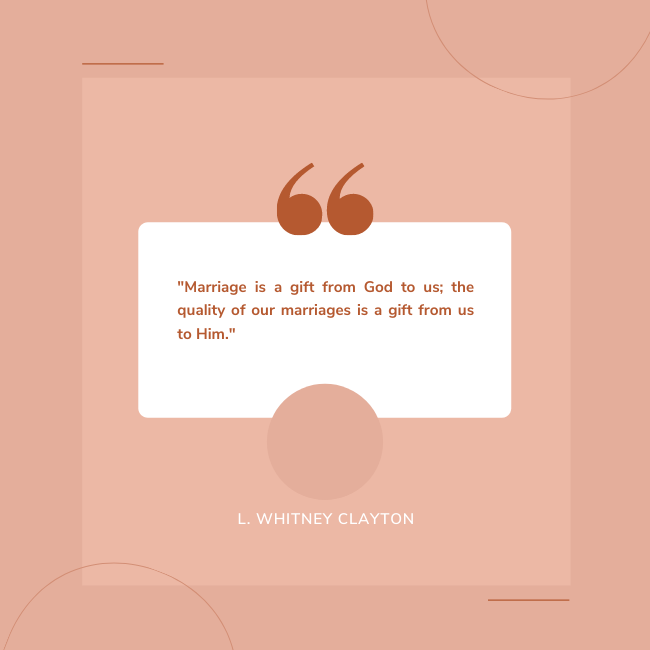 "Marriage is a gift from God to us; the
quality of our marriages is a gift from us
to Him."
L. WHITNEY CLAYTON